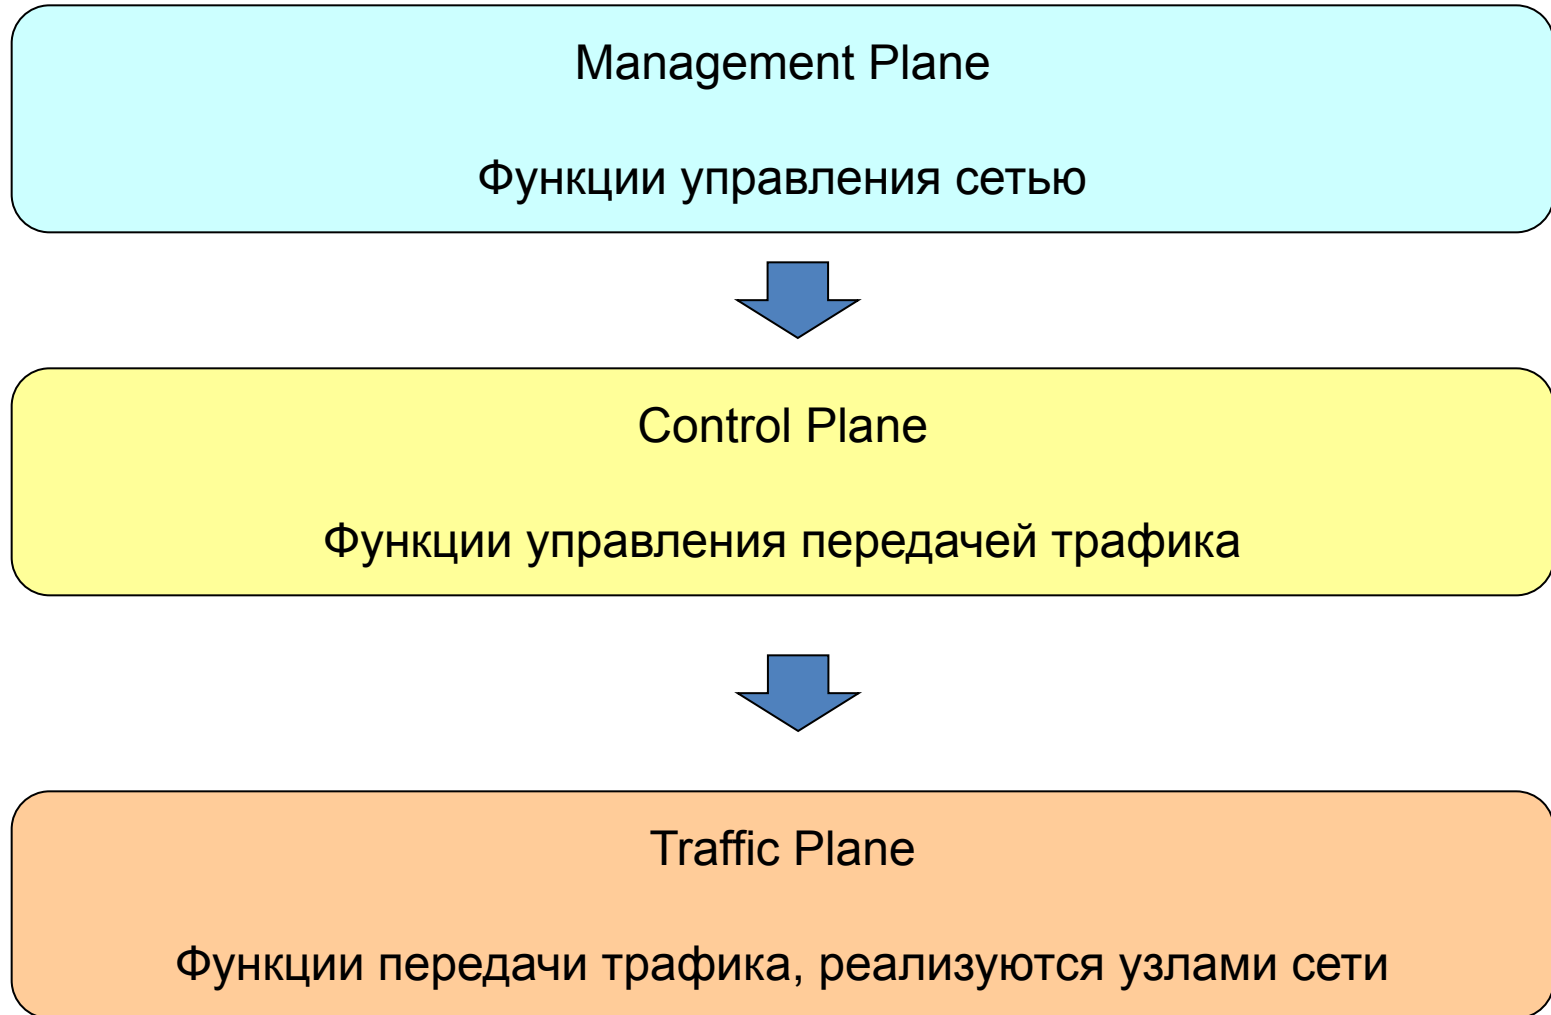 Management Plane
Функции управления сетью
Control Plane
Функции управления передачей трафика
Traffic Plane
Функции передачи трафика, реализуются узлами сети